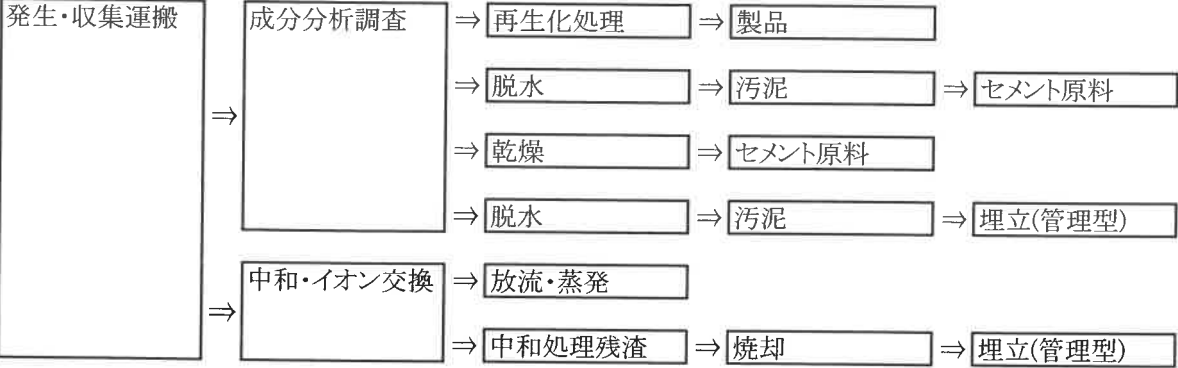 発生・収集運搬
⇒
成分分析調査
⇒ 再生化処理 ⇒ 製品
⇒ 脱水 ⇒ 汚泥 ⇒ セメント原料
⇒ 乾燥 ⇒ セメント原料
⇒ 脱水 ⇒ 汚泥 ⇒ 埋立(管理型)
⇒
中和・イオン交換 ⇒ 放流・蒸発
⇒ 中和処理残渣 ⇒ 焼却 ⇒ 埋立(管理型)